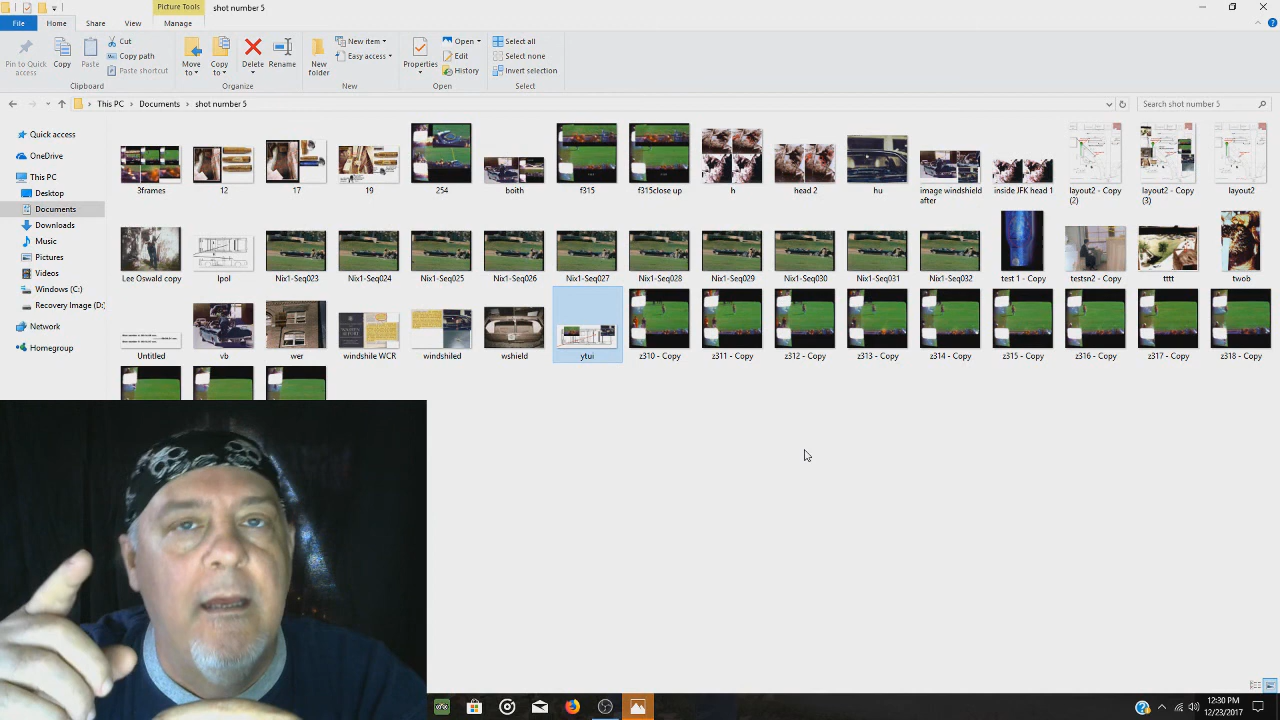 Picture Tools
shot number 5
File
Home
Share
View
Manage
Pin to Quick access
Copy
Paste
Cut
Copy path
Paste shortcut
Clipboard
Move to
Copy to
Delete
Rename
Organize
New folder
New item
Easy access
New
Properties
Open
Edit
History
Open
Select all
Select none
Invert selection
Select
This PC
Documents
shot number 5
Search shot number 5
Quick access
OneDrive
This PC
Desktop
Documents
Downloads
Music
Pictures
Videos
Windows (C:)
Recovery Image (D:)
Network
Homegroup
3frames
12
17
19
254
boith
f315
f315close up
h
head 2
hu
image windshield after
inside JFK head 1
layout2 - Copy (2)
layout2 - Copy (3)
layout2
Lee Oswald copy
Nix1-Seq023
Nix1-Seq024
Nix1-Seq025
Nix1-Seq026
Nix1-Seq027
Nix1-Seq028
Nix1-Seq029
Nix1-Seq030
Nix1-Seq031
Nix1-Seq032
test 1 - Copy
testsn2 - Copy
tttt
twob
Untitled
vb
wer
windshile WCR
windshiled
wshield
ytui
z310 - Copy
z311 - Copy
z312 - Copy
z313 - Copy
z314 - Copy
z315 - Copy
z316 - Copy
z317 - Copy
z318 - Copy
12:30 PM
12/23/2017